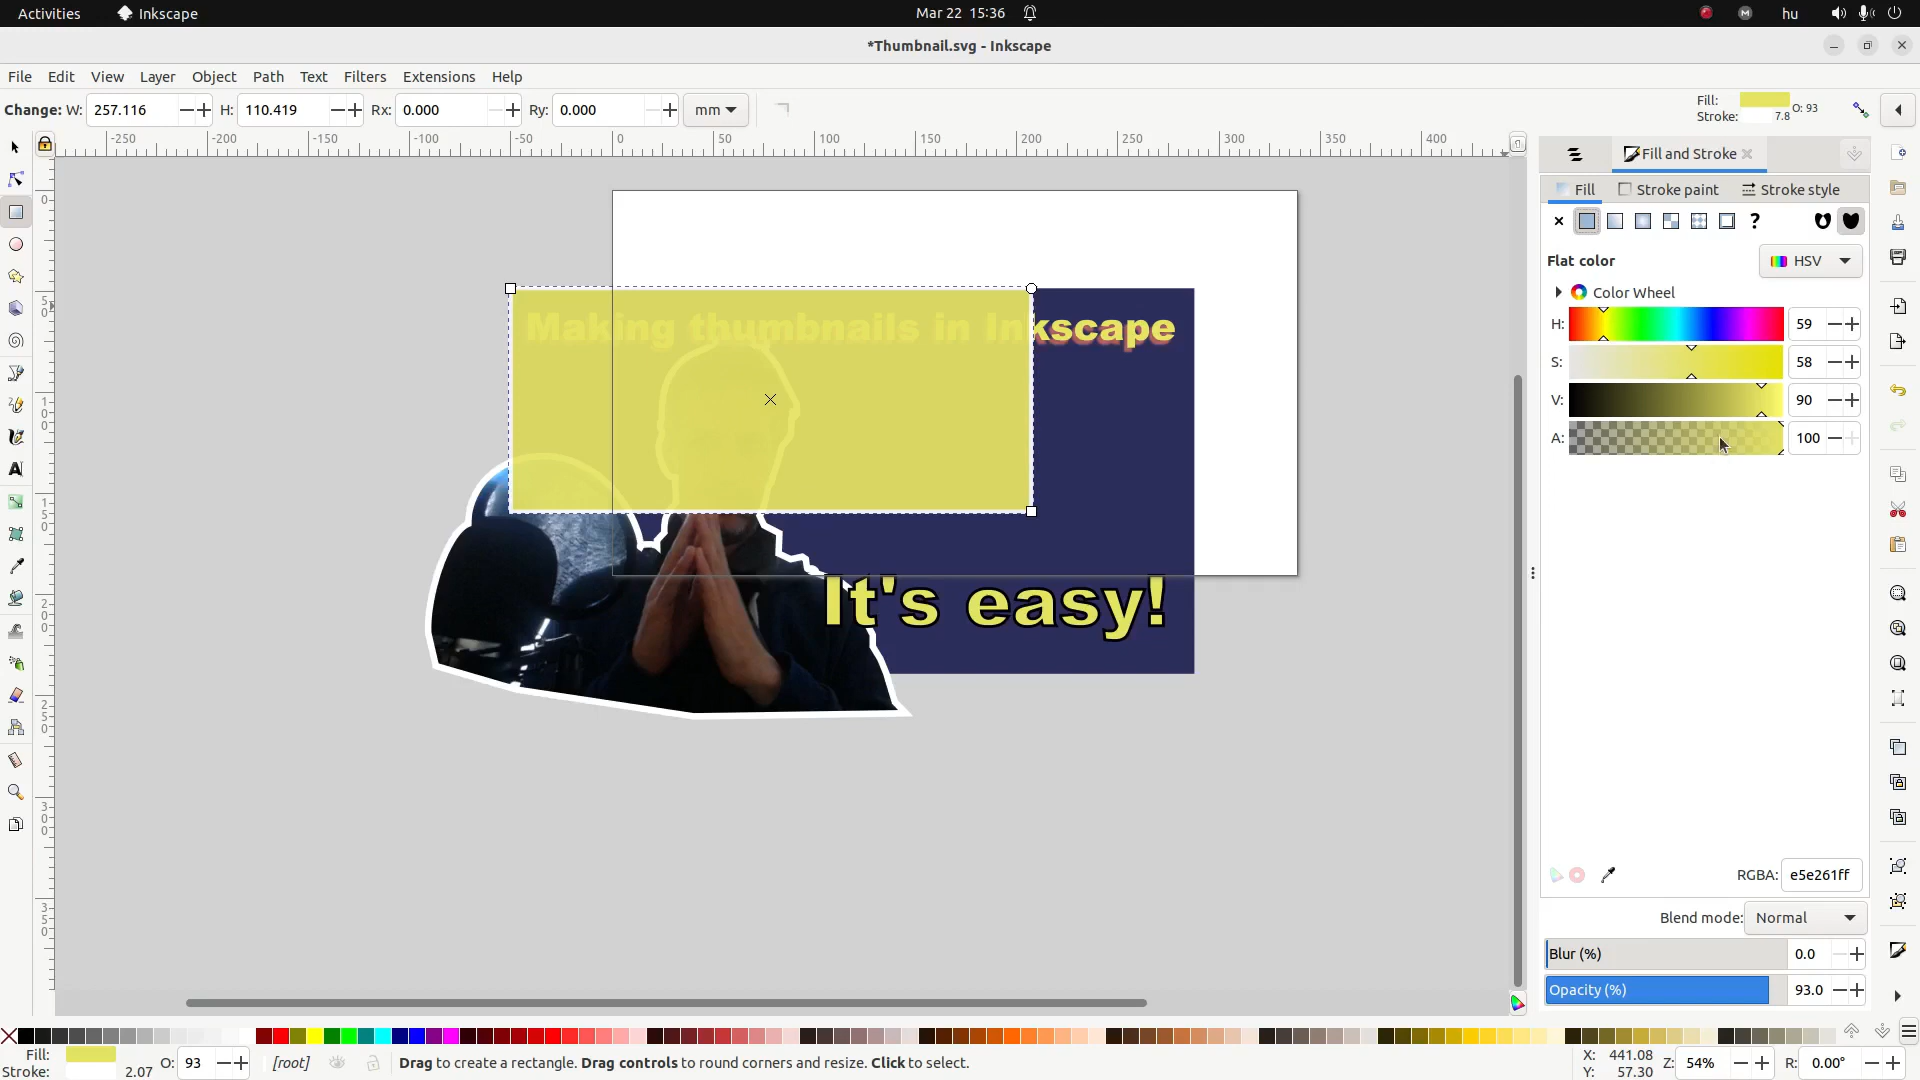 Activities Inkscape Mar 22 15:36 hu
*Thumbnail.svg - Inkscape
File Edit View Layer Object Path Text Filters Extensions Help
Change: W: 257.116 H: 110.419 Rx: 0.000 Ry: 0.000 mm Fill: Stroke: 7.8 O: 93
-250 -200 -150 -100 -50 0 50 100 150 200 250 300 350 400
Fill and Stroke
Fill Stroke paint Stroke style
?
Flat color HSV
Color Wheel
H: 59
S: 58
V: 90
A: 100
Making thumbnails in Inkscape
It's easy!
RGBA: e5e261ff
Blend mode: Normal
Blur (%) 0.0
Opacity (%) 93.0
Fill: Stroke: 2.07 O: 93 [root] Drag to create a rectangle. Drag controls to round corners and resize. Click to select. X: 441.08 Y: 57.30 Z: 54% R: 0.00°